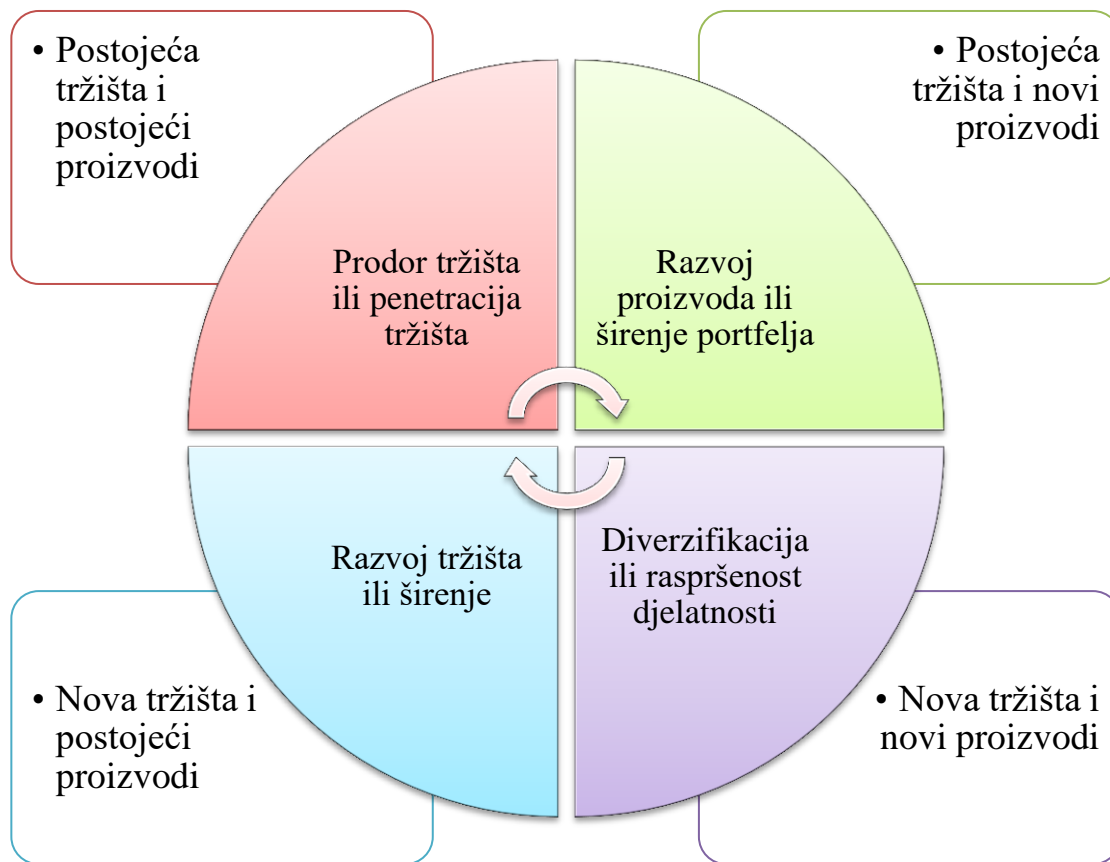 • Postojeća
tržišta i
postojeći
proizvodi
• Postojeća
tržišta i novi
proizvodi
Prodor tržišta
ili penetracija
tržišta
Razvoj
proizvoda ili
širenje portfelja
Razvoj tržišta
ili širenje
Diverzifikacija
ili raspršenost
djelatnosti
• Nova tržišta i
postojeći
proizvodi
• Nova tržišta i
novi proizvodi